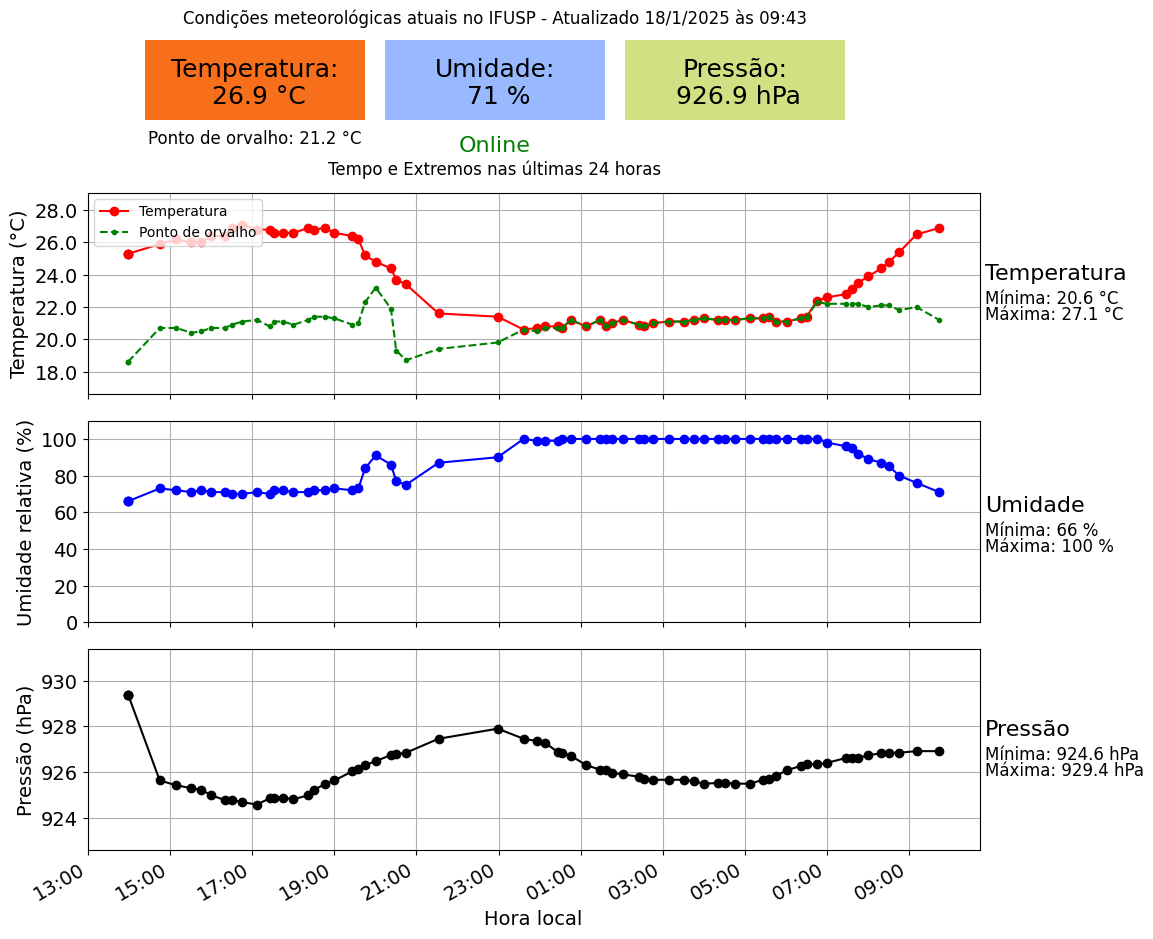 Condições meteorológicas atuais no IFUSP - Atualizado 18/1/2025 às 09:43
Temperatura:
26.9 °C
Umidade:
71 %
Pressão:
926.9 hPa
Ponto de orvalho: 21.2 °C
Online
Tempo e Extremos nas últimas 24 horas
Temperatura (°C)
28.0
26.0
24.0
22.0
20.0
18.0
Temperatura
Ponto de orvalho
Temperatura
Mínima: 20.6 °C
Máxima: 27.1 °C
Umidade relativa (%)
100
80
60
40
20
0
Umidade
Mínima: 66 %
Máxima: 100 %
Pressão (hPa)
930
928
926
924
Pressão
Mínima: 924.6 hPa
Máxima: 929.4 hPa
13:00 15:00 17:00 19:00 21:00 23:00 01:00 03:00 05:00 07:00 09:00
Hora local